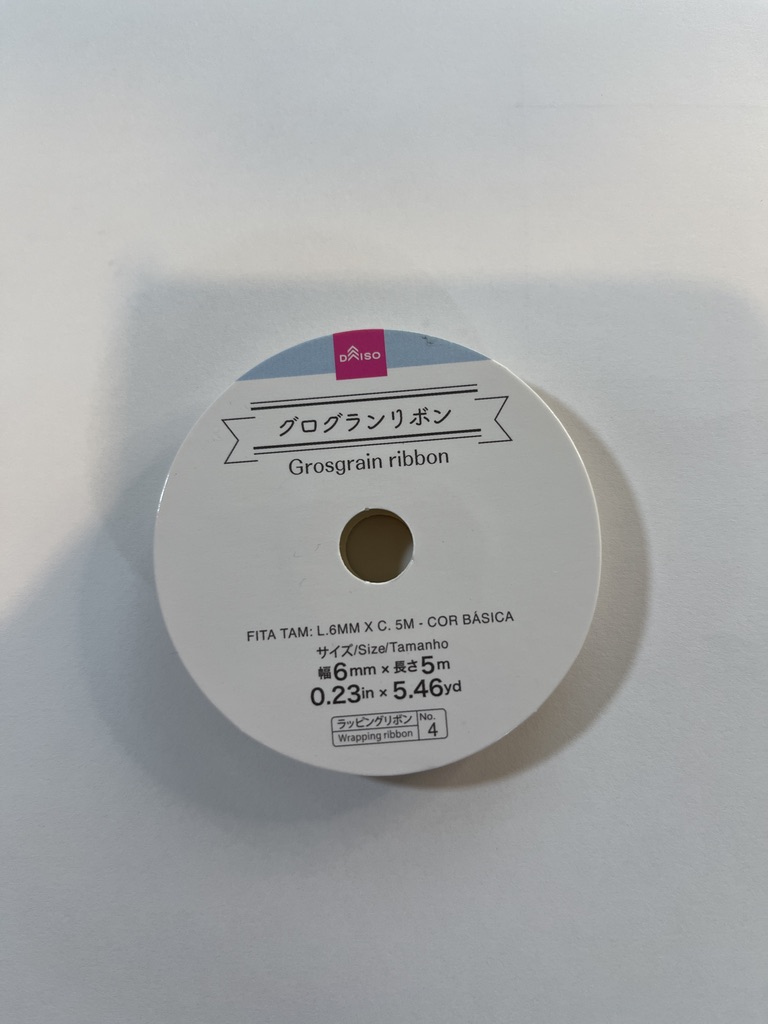 DAISO
グログランリボン
Grosgrain ribbon
FITA TAM: L.6MM X C. 5M - COR BÁSICA
サイズ/Size/Tamanho
幅6mm × 長さ5m
0.23in × 5.46yd
ラッピングリボン No.
Wrapping ribbon 4